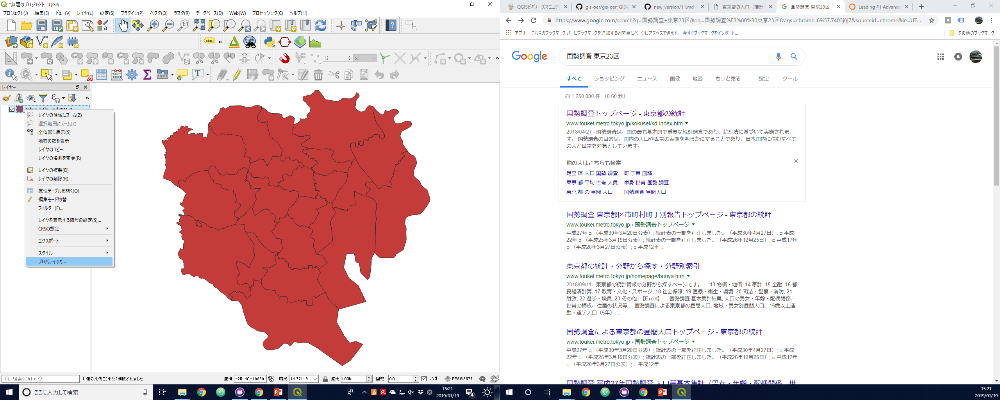 *無題のプロジェクト - QGIS
プロジェクト(J) 編集(E) ビュー(V) レイヤ(L) 設定(S) プラグイン(P) ベクタ(O) ラスタ(R) データベース(D) Web(W) プロセッシング(C) ヘルプ(H)
abc
12 px
レイヤー
tokyo_23ku_jgd2011_9
レイヤの領域にズーム(Z)
選択範囲にズーム(Z)
全体図に表示(S)
地物の数を表示
レイヤのコピー
レイヤの名前を変更(R)
レイヤの複製(D)
レイヤの削除(R)...
属性テーブルを開く(O)
編集モード切替
フィルター(F)...
レイヤを表示する縮尺の設定(S)...
CRSの設定
エクスポート
スタイル
プロパティ(P)...
検索(Ctrl + K) 1 個の凡例エントリが削除されました. 座標 -25440,-19889 縮尺 1:177149 拡大 100% 回転 0.0° レンダ EPSG:6677
ここに入力して検索
15:21
2019/01/19
4
QGISビギナーズマニュアル
gis-oer/gis-oer: GIS
new_version/11.md a
東京都の人口（推計）
国勢調査 東京23区 -
Leading #1 Advance
https://www.google.com/search?q=国勢調査+東京23区&oq=国勢調査%E3%80%80東京23区&aqs=chrome..69i57.7403j0j7&sourceid=chrome&ie=UT...
アプリ こちらのブックマーク バーにブックマークを追加すると簡単にページにアクセスできます。今すぐブックマークをインポート... その他のブックマーク
Google
国勢調査 東京23区
すべて ショッピング ニュース 画像 地図 もっと見る 設定 ツール
約 1,250,000 件 （0.60 秒）
国勢調査トップページ - 東京都の統計
www.toukei.metro.tokyo.jp/kokusei/kd-index.htm
2018/04/27 - 国勢調査は、国の最も基本的で重要な統計調査であり、統計法に基づいて実施されま
す。 国勢調査の目的は、国内の人口や世帯の実態を明らかにすることであり、日本国内に住むすべて
の人と世帯を対象としています。
他の人はこちらも検索
足立 区 人口 国勢 調査 町 丁目 面積
東京 都 平均 世帯 人員 単身 世帯 国勢 調査
東京 都 の 昼間 人口 国勢調査 昼間人口
国勢調査 東京都区市町村町丁別報告トップページ - 東京都の統計
www.toukei.metro.tokyo.jp › 国勢調査トップページ
平成27年 □ （平成30年3月20日公表）; 統計表の一部を訂正しました。（平成30年4月27日）; □ 平成
22年 □ （平成25年3月19日公表）; 統計表の一部を訂正しました。（平成26年12月25日）; □ 平成17年
□ （平成20年3月27日公表）; □ 平成12年 ...
東京都の統計・分野から探す・分野別索引
www.toukei.metro.tokyo.jp/homepage/bunya.htm
2018/09/11 - 東京都の統計情報の分野から探すページです。 ... 13 物価・地価; 14 家計; 15 金融; 16 都
民経済計算; 17 教育・文化・スポーツ; 18 社会保障; 19 医療・衛生・環境; 20 司法・警察・消防; 21
財政; 22 選挙・職員; 23 その他. 【Excel】 ... 国勢調査 基本集計結果, 人口の男女・年齢・配偶関係、
世帯の構成、住居の状況等 ... 国勢調査による東京都の昼間人口, 地域・男女別昼間人口、15歳以上通
勤・通学人口（5年） ...
国勢調査による東京都の昼間人口トップページ - 東京都の統計
www.toukei.metro.tokyo.jp › 国勢調査トップページ
平成27年 □ （平成30年3月20日公表）; 統計表の一部を訂正しました。（平成30年4月27日）; □ 平成
22年 □ （平成25年3月19日公表）; 統計表の一部を訂正しました。（平成26年12月25日）; □ 平成17年
□ （平成20年3月27日公表）; □ 平成12年 ...
国勢調査 平成27年国勢調査 人口等基本集計（男女・年齢・配偶関係、世
15:21
2019/01/19